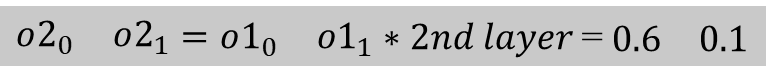 o2₀ o2₁ = o1₀ o1₁ * 2nd layer = 0.6 0.1